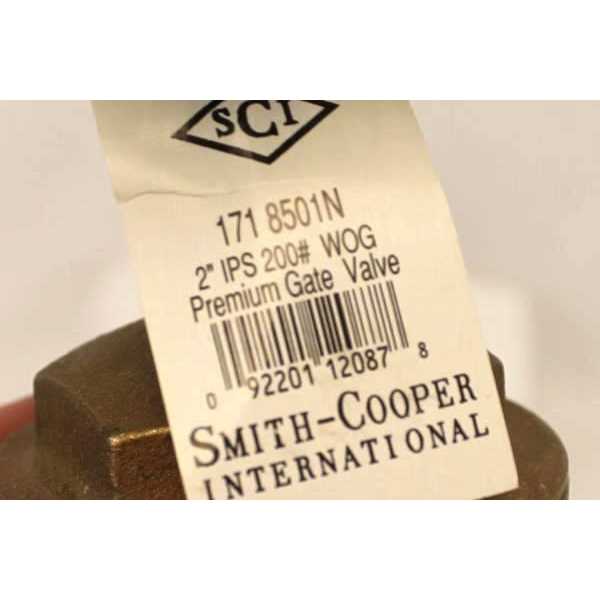 SCI
171 8501N
2" IPS 200# WOG
Premium Gate Valve
0 92201 12087 8
SMITH-COOPER
INTERNATIONAL